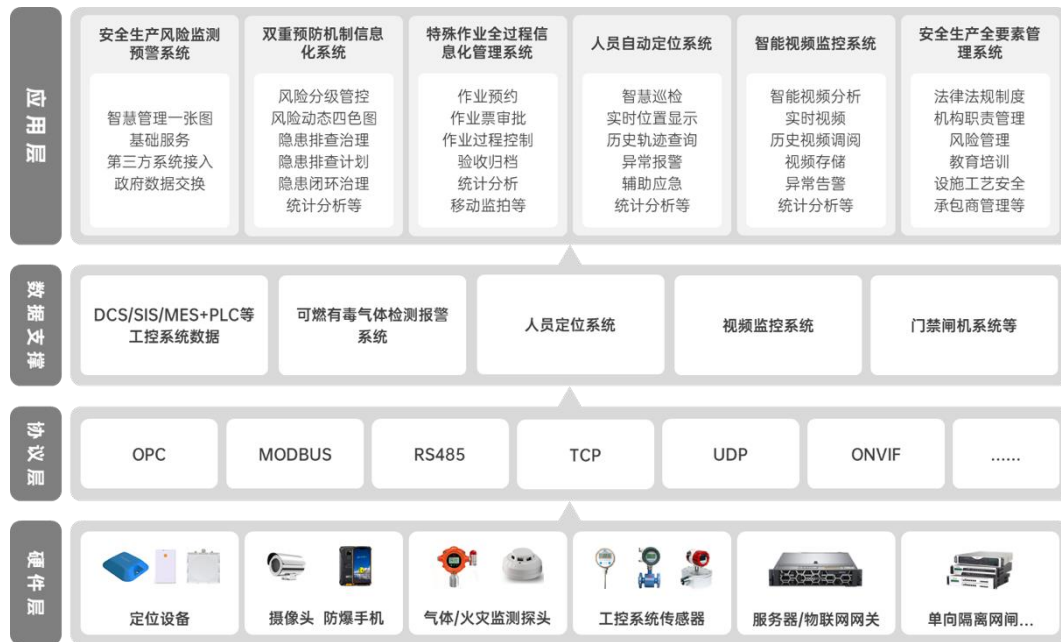 应用层
安全生产风险监测
预警系统
智慧管理一张图
基础服务
第三方系统接入
政府数据交换
双重预防机制信息
化系统
风险分级管控
风险动态四色图
隐患排查治理
隐患排查计划
隐患闭环治理
统计分析等
特殊作业全过程信
息化管理系统
作业预约
作业票审批
作业过程控制
验收归档
统计分析
移动监拍等
人员自动定位系统
智慧巡检
实时位置显示
历史轨迹查询
异常报警
辅助应急
统计分析等
智能视频监控系统
智能视频分析
实时视频
历史视频调阅
视频存储
异常告警
统计分析等
安全生产全要素管
理系统
法律法规制度
机构职责管理
风险管理
教育培训
设施工艺安全
承包商管理等
数据支撑
DCS/SIS/MES+PLC等
工控系统数据
可燃有毒气体检测报警
系统
人员定位系统
视频监控系统
门禁闸机系统等
协议层
OPC
MODBUS
RS485
TCP
UDP
ONVIF
......
硬件层
定位设备
摄像头 防爆手机
气体/火灾监测探头
工控系统传感器
服务器/物联网网关
单向隔离网闸...